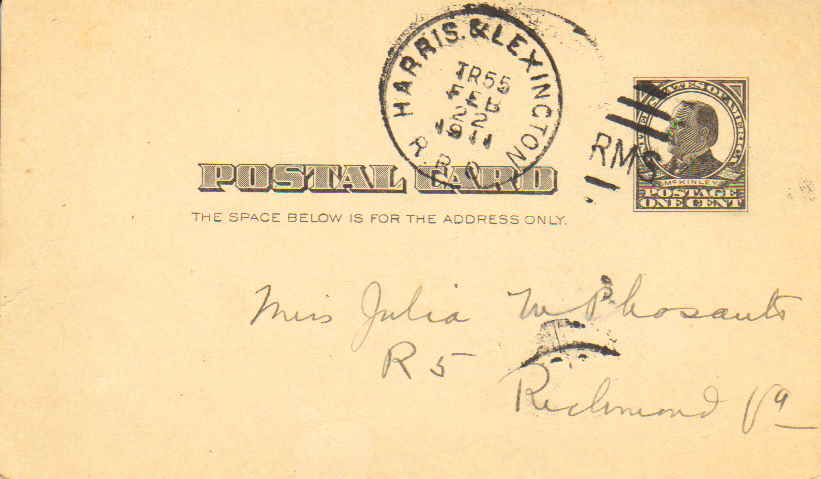 HARRIS. & LEXINGTON
TR55
FEB
22
1911
R.P.O.
RMS
MCKINLEY
POSTAGE
ONE CENT
POSTAL CARD
THE SPACE BELOW IS FOR THE ADDRESS ONLY.
Miss Julia
R 5
Richmond Va